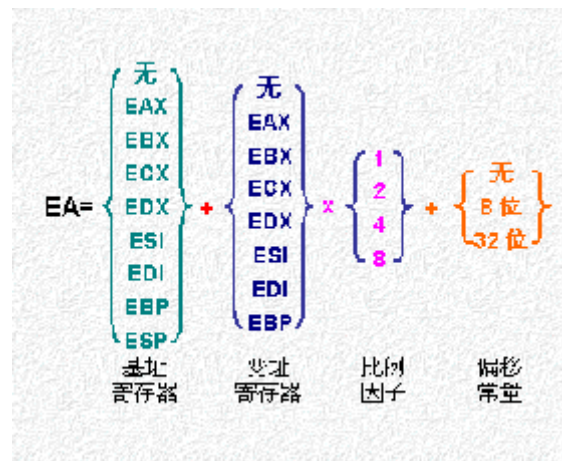 无
EAX
EBX
ECX
EDX
ESI
EDI
EBP
ESP
无
EAX
EBX
ECX
EDX
ESI
EDI
EBP
1
2
4
8
无
8位
32位
EA=
+
x
+
基址
寄存器
变址
寄存器
比例
因子
偏移
常量